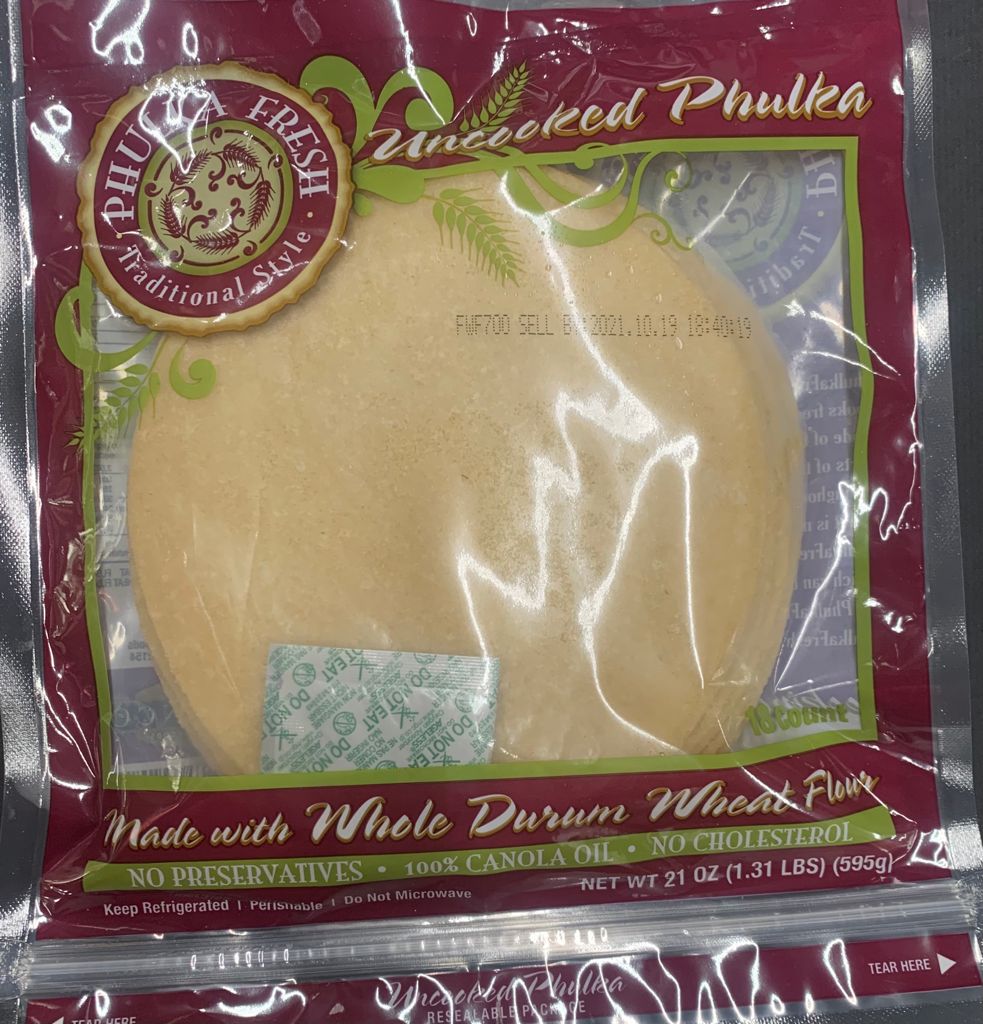 PHULKA FRESH
Traditional Style
Uncooked Phulka
FWF700 SELL BY 2021.10.19 18:40:19
DO NOT EAT
18 Count
Made with Whole Durum Wheat Flour
NO PRESERVATIVES • 100% CANOLA OIL • NO CHOLESTEROL
NET WT 21 OZ (1.31 LBS) (595g)
Keep Refrigerated | Perishable | Do Not Microwave
TEAR HERE
Uncooked Phulka
RESEALABLE PACKAGE
TEAR HERE